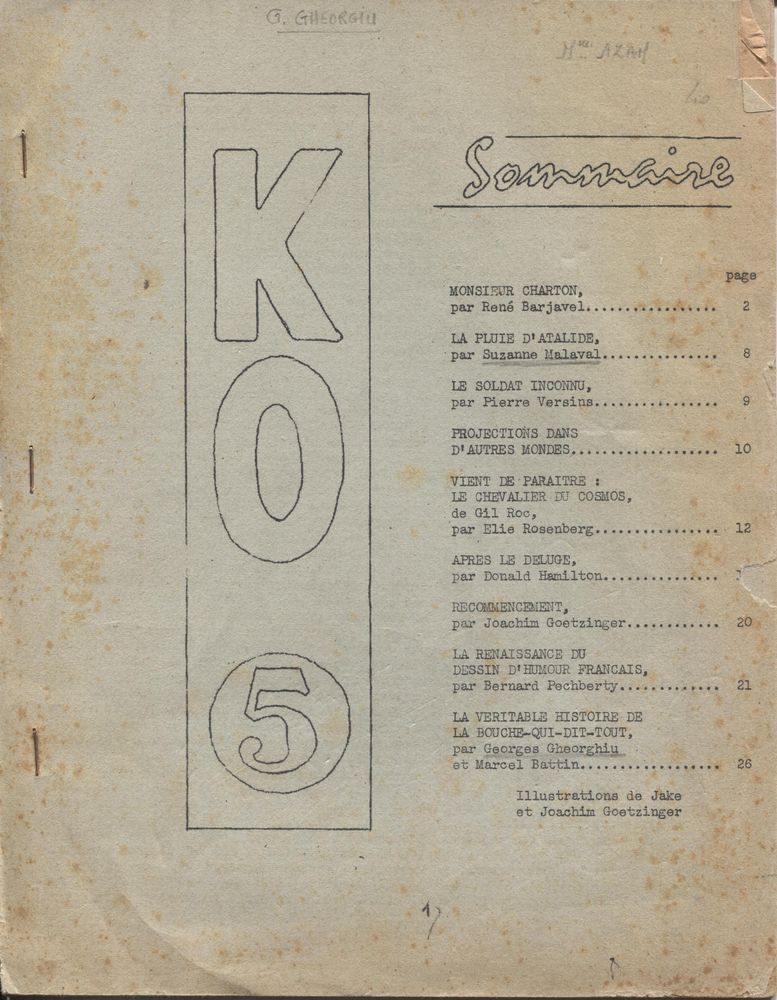 G. GHEORGIU
Mme AZAM
KO
5
Sommaire
page
MONSIEUR CHARTON,
par René Barjavel................. 2
LA PLUIE D'ATALIDE,
par Suzanne Malaval............... 8
LE SOLDAT INCONNU,
par Pierre Versins................ 9
PROJECTIONS DANS
D'AUTRES MONDES................... 10
VIENT DE PARAITRE :
LE CHEVALIER DU COSMOS,
de Gil Roc,
par Elie Rosenberg................ 12
APRES LE DELUGE,
par Donald Hamilton...............
RECOMMENCEMENT,
par Joachim Goetzinger............ 20
LA RENAISSANCE DU
DESSIN D'HUMOUR FRANCAIS,
par Bernard Pechberty............. 21
LA VERITABLE HISTOIRE DE
LA BOUCHE-QUI-DIT-TOUT,
par Georges Gheorghiu
et Marcel Battin.................. 26
Illustrations de Jake
et Joachim Goetzinger